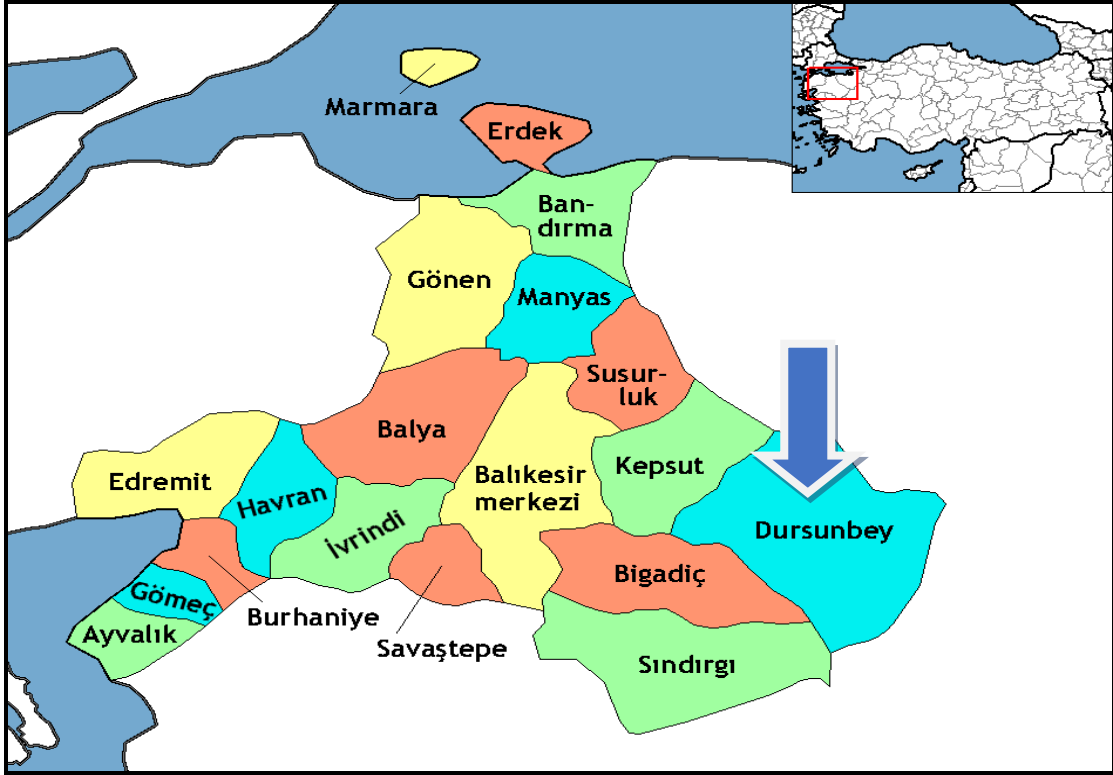 Marmara
Erdek
Ban-
dırma
Gönen
Manyas
Susur-
luk
Balya
Kepsut
Edremit
Havran
Balıkesir
merkezi
İvrindi
Dursunbey
Bigadiç
Gömeç
Burhaniye
Ayvalık
Savaştepe
Sındırgı